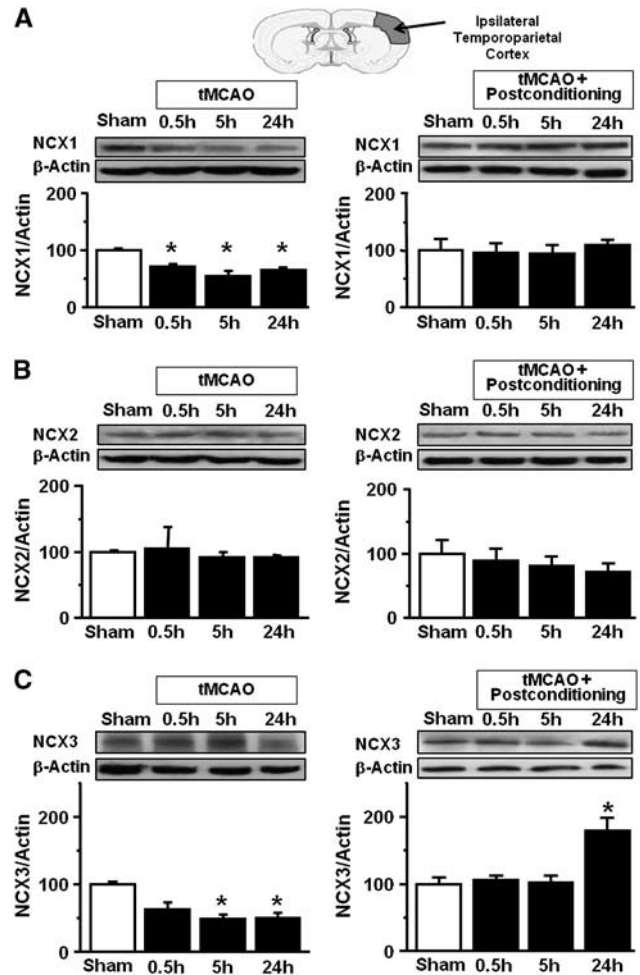 A
Ipsilateral
Temporoparietal
Cortex
tMCAO
Sham 0.5h 5h 24h
NCX1
β-Actin
NCX1/Actin
200
100
0
* * *
Sham 0.5h 5h 24h
tMCAO+
Postconditioning
Sham 0.5h 5h 24h
NCX1
β-Actin
NCX1/Actin
200
100
0
Sham 0.5h 5h 24h
B
tMCAO
Sham 0.5h 5h 24h
NCX2
β-Actin
NCX2/Actin
200
100
0
Sham 0.5h 5h 24h
tMCAO+
Postconditioning
Sham 0.5h 5h 24h
NCX2
β-Actin
NCX2/Actin
200
100
0
Sham 0.5h 5h 24h
C
tMCAO
Sham 0.5h 5h 24h
NCX3
β-Actin
NCX3/Actin
200
100
0
* *
Sham 0.5h 5h 24h
tMCAO+
Postconditioning
Sham 0.5h 5h 24h
NCX3
β-Actin
NCX3/Actin
200
100
0
*
Sham 0.5h 5h 24h